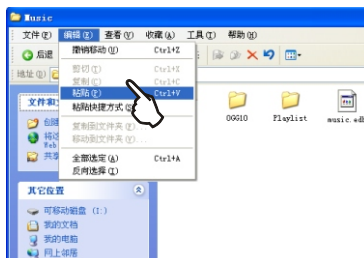 Music
文件(F) 编辑(E) 查看(V) 收藏(A) 工具(T) 帮助(H)
后退
撤销移动(U) Ctrl+Z
地址(D)
剪切(T) Ctrl+X
复制(C) Ctrl+C
粘贴(P) Ctrl+V
粘贴快捷方式(S)
复制到文件夹(F)...
移动到文件夹(M)...
全部选定(A) Ctrl+A
反向选择(I)
文件和
创建
将这
Web
共享
OGG10 Playlist music.edb
其它位置
可移动磁盘 (I:)
我的文档
我的电脑
网上邻居